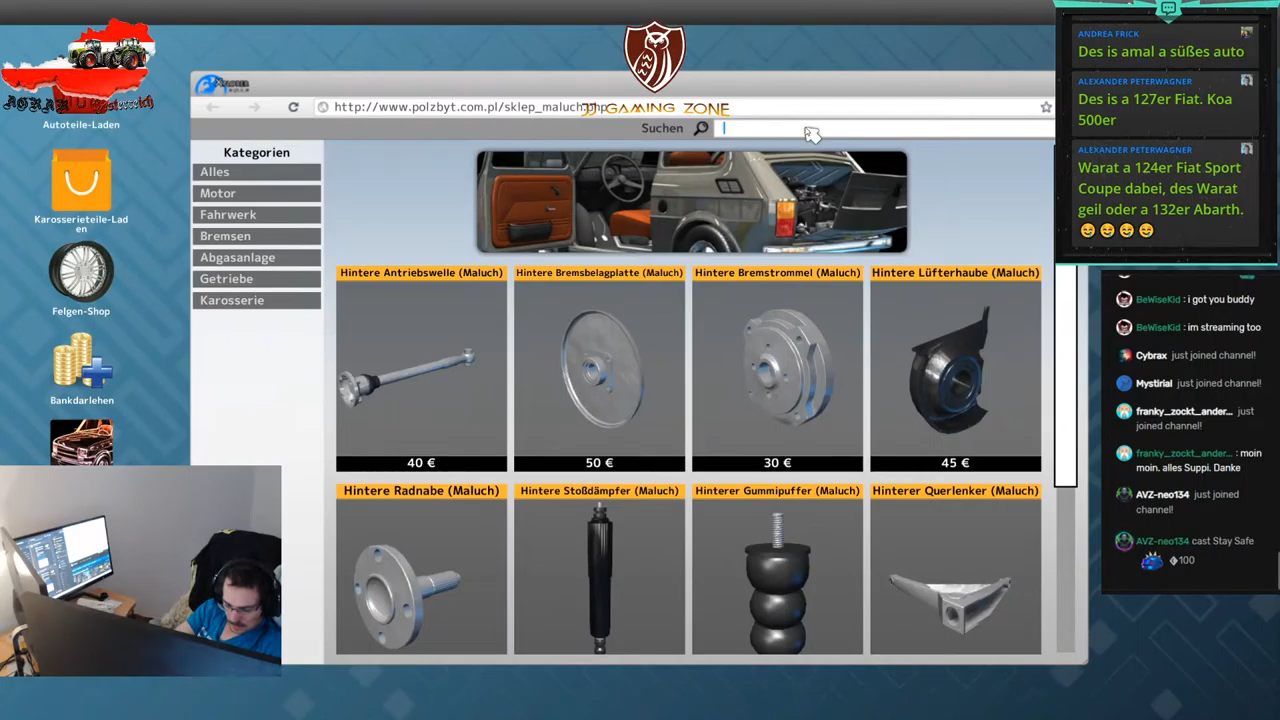 Österreich
Autoteile-Laden
Karosserieteile-Lad
en
Felgen-Shop
Bankdarlehen
http://www.polzbyt.com.pl/sklep_maluch.php
JJ GAMING ZONE
Suchen
Kategorien
Alles
Motor
Fahrwerk
Bremsen
Abgasanlage
Getriebe
Karosserie
Hintere Antriebswelle (Maluch)
40 €
Hintere Bremsbelagplatte (Maluch)
50 €
Hintere Bremstrommel (Maluch)
30 €
Hintere Lüfterhaube (Maluch)
45 €
Hintere Radnabe (Maluch)
Hintere Stoßdämpfer (Maluch)
Hinterer Gummipuffer (Maluch)
Hinterer Querlenker (Maluch)
ANDREA FRICK
Des is amal a süßes auto
ALEXANDER PETERWAGNER
Des is a 127er Fiat. Koa
500er
ALEXANDER PETERWAGNER
Warat a 124er Fiat Sport
Coupe dabei, des Warat
geil oder a 132er Abarth.
😊😊😊😊
BeWiseKid : i got you buddy
BeWiseKid : im streaming too
Cybrax just joined channel!
Mystirial just joined channel!
franky_zockt_ander... just
joined channel!
franky_zockt_ander... : moin
moin. alles Suppi. Danke
AVZ-neo134 just joined
channel!
AVZ-neo134 cast Stay Safe
100